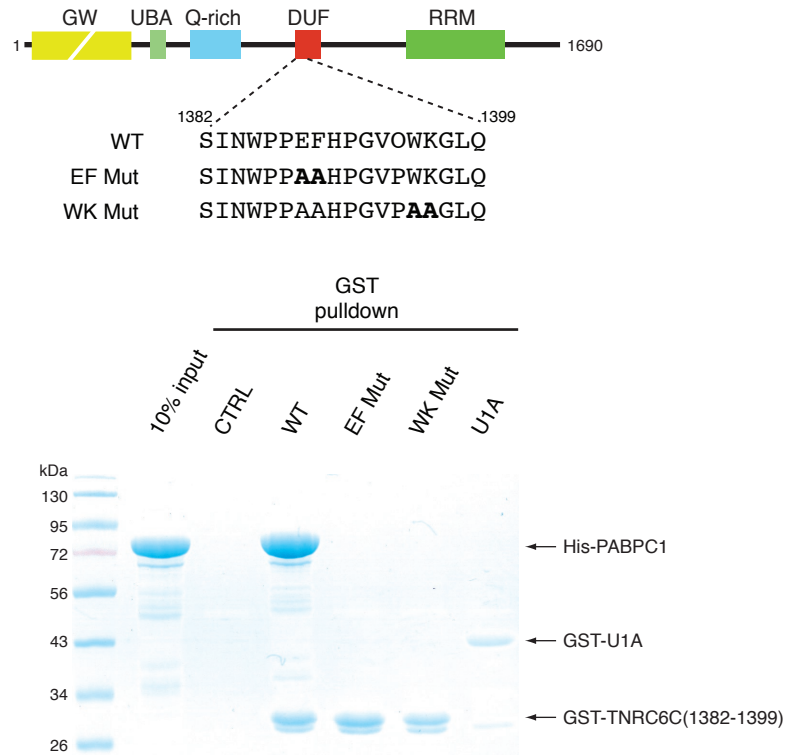 GW UBA Q-rich DUF RRM
1 1690
1382 1399
WT SINWPPEFHPGVOWKGLQ
EF Mut SINWPPAAHPGVPWKGLQ
WK Mut SINWPPAAHPGVPAAGLQ
GST
pulldown
10% input CTRL WT EF Mut WK Mut U1A
kDa
130
95
72 His-PABPC1
56
43 GST-U1A
34
GST-TNRC6C(1382-1399)
26